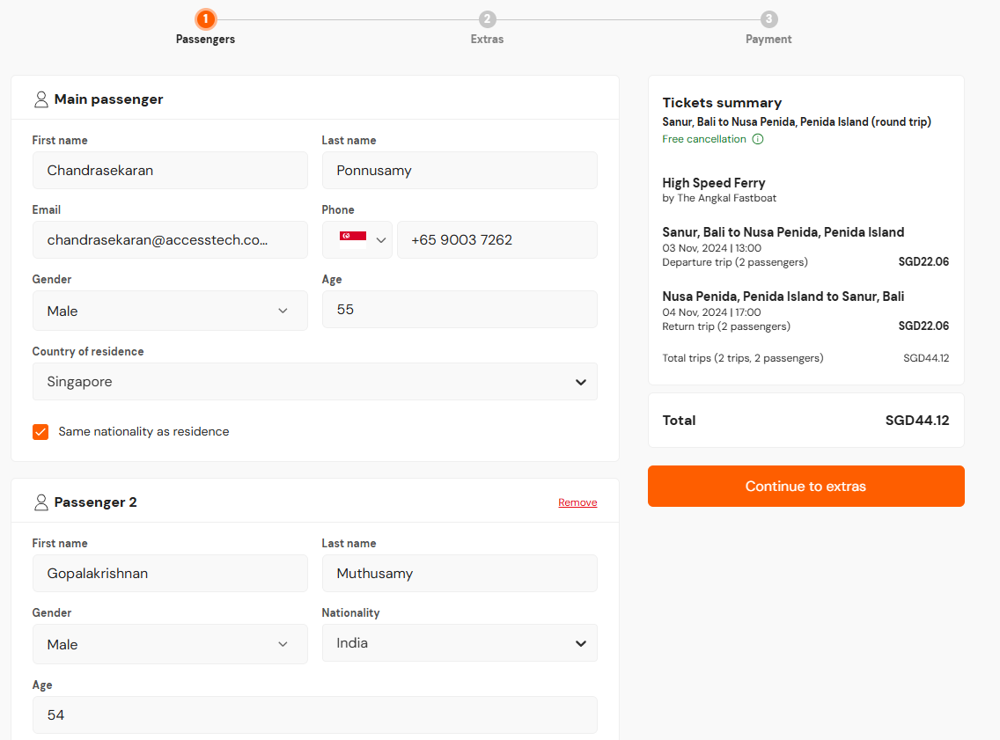 1 2 3
Passengers Extras Payment
Main passenger
First name Last name
Chandrasekaran Ponnusamy
Email Phone
chandrasekaran@accesstech.co... +65 9003 7262
Gender Age
Male 55
Country of residence
Singapore
Same nationality as residence
Passenger 2 Remove
First name Last name
Gopalakrishnan Muthusamy
Gender Nationality
Male India
Age
54
Tickets summary
Sanur, Bali to Nusa Penida, Penida Island (round trip)
Free cancellation
High Speed Ferry
by The Angkal Fastboat
Sanur, Bali to Nusa Penida, Penida Island
03 Nov, 2024 | 13:00
Departure trip (2 passengers) SGD22.06
Nusa Penida, Penida Island to Sanur, Bali
04 Nov, 2024 | 17:00
Return trip (2 passengers) SGD22.06
Total trips (2 trips, 2 passengers) SGD44.12
Total SGD44.12
Continue to extras